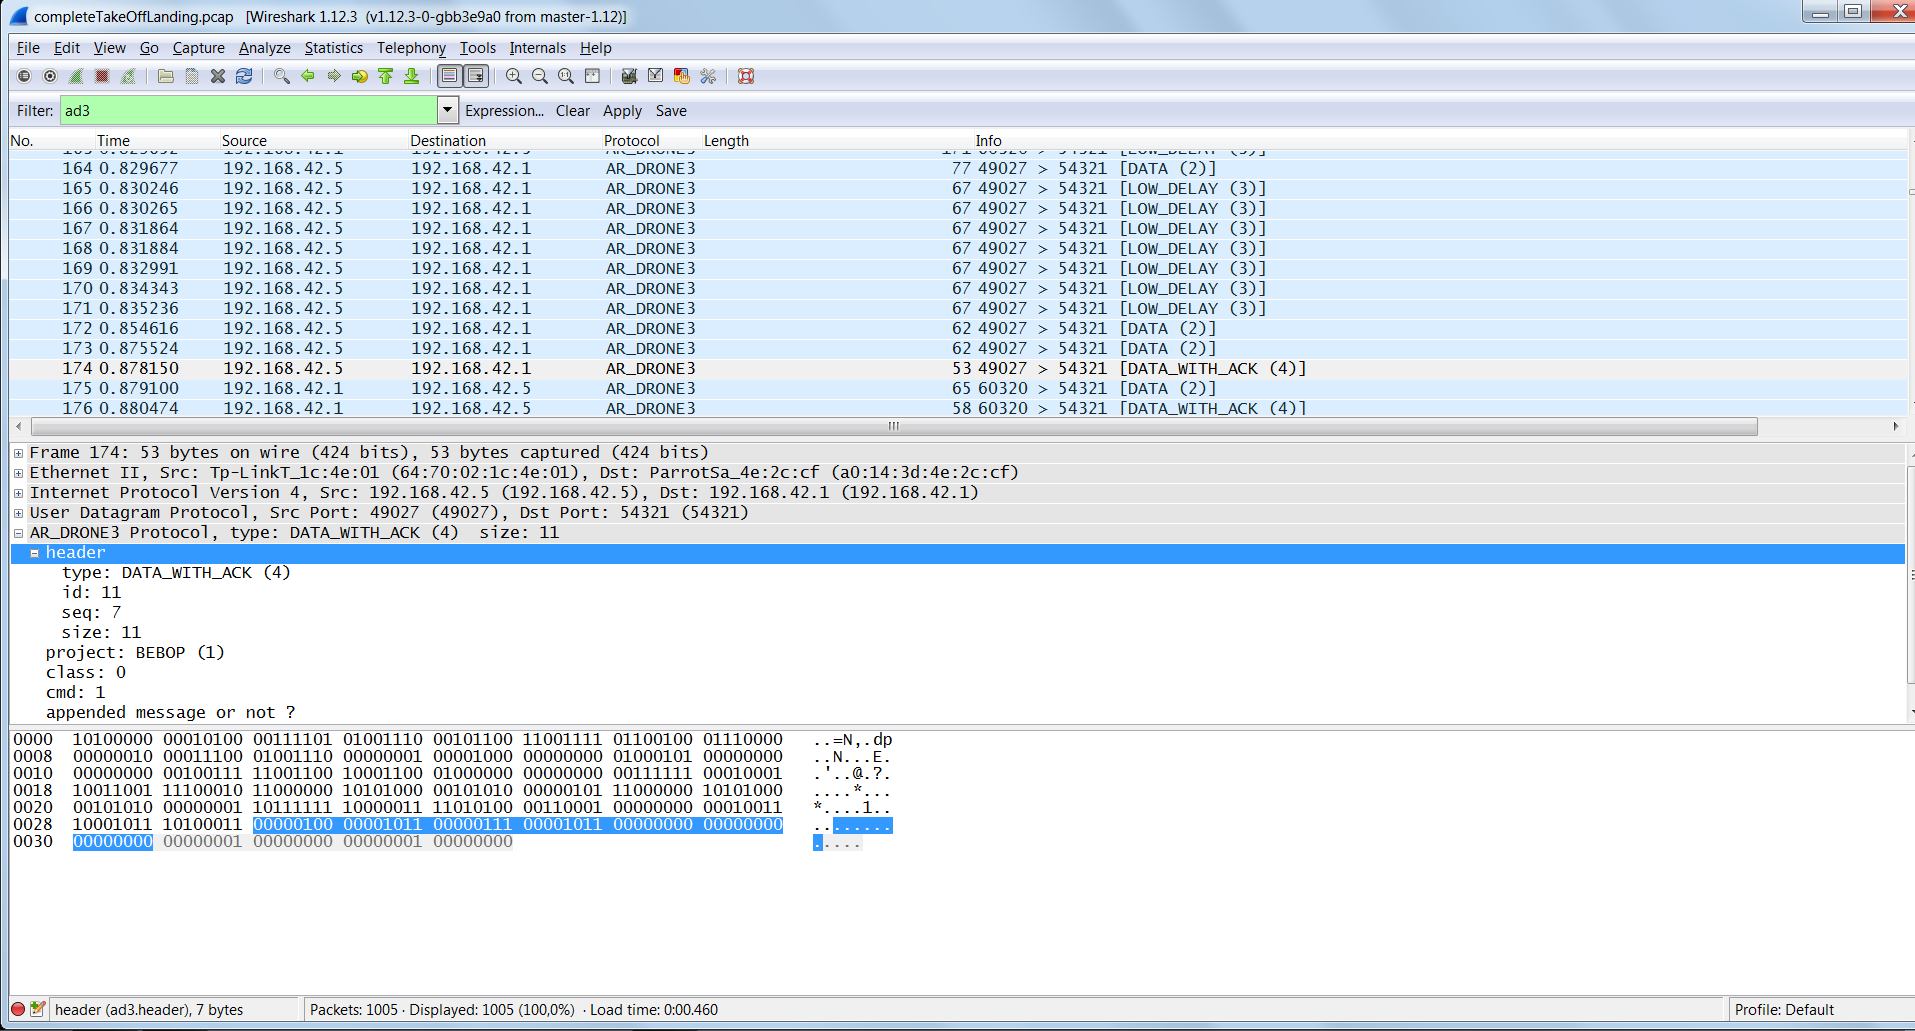 completeTakeOffLanding.pcap [Wireshark 1.12.3 (v1.12.3-0-gbb3e9a0 from master-1.12)]
File Edit View Go Capture Analyze Statistics Telephony Tools Internals Help
Filter: ad3 Expression... Clear Apply Save
No. Time Source Destination Protocol Length Info
164 0.829677 192.168.42.5 192.168.42.1 AR_DRONE3 77 49027 > 54321 [DATA (2)]
165 0.830246 192.168.42.5 192.168.42.1 AR_DRONE3 67 49027 > 54321 [LOW_DELAY (3)]
166 0.830265 192.168.42.5 192.168.42.1 AR_DRONE3 67 49027 > 54321 [LOW_DELAY (3)]
167 0.831864 192.168.42.5 192.168.42.1 AR_DRONE3 67 49027 > 54321 [LOW_DELAY (3)]
168 0.831884 192.168.42.5 192.168.42.1 AR_DRONE3 67 49027 > 54321 [LOW_DELAY (3)]
169 0.832991 192.168.42.5 192.168.42.1 AR_DRONE3 67 49027 > 54321 [LOW_DELAY (3)]
170 0.834343 192.168.42.5 192.168.42.1 AR_DRONE3 67 49027 > 54321 [LOW_DELAY (3)]
171 0.835236 192.168.42.5 192.168.42.1 AR_DRONE3 67 49027 > 54321 [LOW_DELAY (3)]
172 0.854616 192.168.42.5 192.168.42.1 AR_DRONE3 62 49027 > 54321 [DATA (2)]
173 0.875524 192.168.42.5 192.168.42.1 AR_DRONE3 62 49027 > 54321 [DATA (2)]
174 0.878150 192.168.42.5 192.168.42.1 AR_DRONE3 53 49027 > 54321 [DATA_WITH_ACK (4)]
175 0.879100 192.168.42.1 192.168.42.5 AR_DRONE3 65 60320 > 54321 [DATA (2)]
176 0.880474 192.168.42.1 192.168.42.5 AR_DRONE3 58 60320 > 54321 [DATA_WITH_ACK (4)]
Frame 174: 53 bytes on wire (424 bits), 53 bytes captured (424 bits)
Ethernet II, Src: Tp-LinkT_1c:4e:01 (64:70:02:1c:4e:01), Dst: ParrotSa_4e:2c:cf (a0:14:3d:4e:2c:cf)
Internet Protocol Version 4, Src: 192.168.42.5 (192.168.42.5), Dst: 192.168.42.1 (192.168.42.1)
User Datagram Protocol, Src Port: 49027 (49027), Dst Port: 54321 (54321)
AR_DRONE3 Protocol, type: DATA_WITH_ACK (4) size: 11
header
type: DATA_WITH_ACK (4)
id: 11
seq: 7
size: 11
project: BEBOP (1)
class: 0
cmd: 1
appended message or not ?
0000 10100000 00010100 00111101 01001110 00101100 11001111 01100100 01110000 ..=N,.dp
0008 00000010 00011100 01001110 00000001 00001000 00000000 01000101 00000000 ..N...E.
0010 00000000 00100111 11001100 10001100 01000000 00000000 00111111 00010001 .'..@.?.
0018 10011001 11100010 11000000 10101000 00101010 00000101 11000000 10101000 ....*...
0020 00101010 00000001 10111111 10000011 11010100 00110001 00000000 00010011 *....1..
0028 10001011 10100011 00000100 00001011 00000111 00001011 00000000 00000000 ........
0030 00000000 00000001 00000000 00000001 00000000 .....
header (ad3.header), 7 bytes Packets: 1005 · Displayed: 1005 (100,0%) · Load time: 0:00.460 Profile: Default